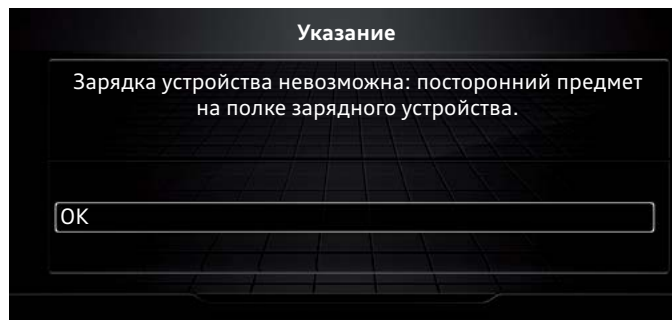 Указание
Зарядка устройства невозможна: посторонний предмет
на полке зарядного устройства.
OK